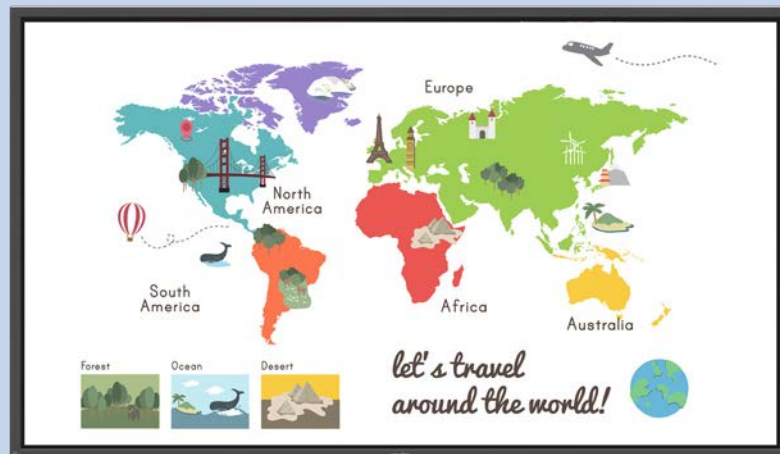 Europe
North
America
South
America
Africa
Australia
Forest
Ocean
Desert
let's travel
around the world!